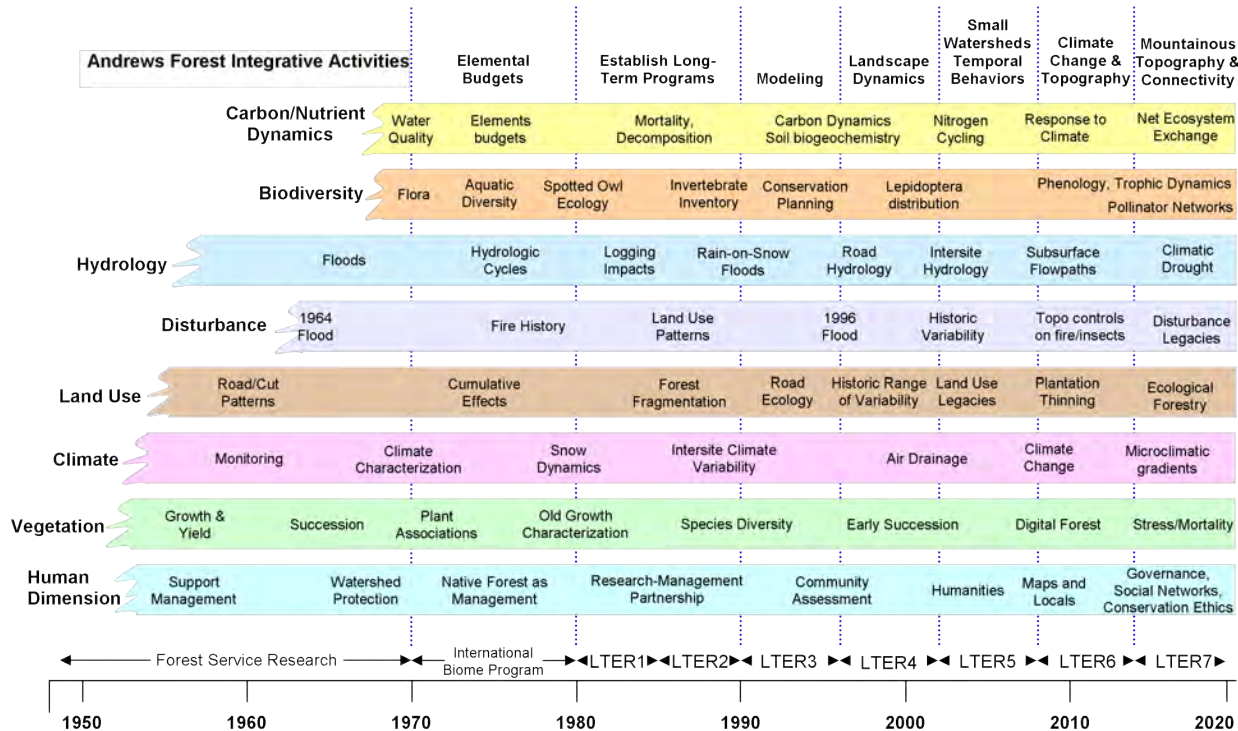 Andrews Forest Integrative Activities
Elemental
Budgets
Establish Long-
Term Programs
Modeling
Landscape
Dynamics
Small
Watersheds
Temporal
Behaviors
Climate
Change &
Topography
Mountainous
Topography &
Connectivity
Carbon/Nutrient
Dynamics
Water
Quality
Elements
budgets
Mortality,
Decomposition
Carbon Dynamics
Soil biogeochemistry
Nitrogen
Cycling
Response to
Climate
Net Ecosystem
Exchange
Biodiversity
Flora
Aquatic
Diversity
Spotted Owl
Ecology
Invertebrate
Inventory
Conservation
Planning
Lepidoptera
distribution
Phenology, Trophic Dynamics
Pollinator Networks
Hydrology
Floods
Hydrologic
Cycles
Logging
Impacts
Rain-on-Snow
Floods
Road
Hydrology
Intersite
Hydrology
Subsurface
Flowpaths
Climatic
Drought
Disturbance
1964
Flood
Fire History
Land Use
Patterns
1996
Flood
Historic
Variability
Topo controls
on fire/insects
Disturbance
Legacies
Land Use
Road/Cut
Patterns
Cumulative
Effects
Forest
Fragmentation
Road
Ecology
Historic Range
of Variability
Land Use
Legacies
Plantation
Thinning
Ecological
Forestry
Climate
Monitoring
Climate
Characterization
Snow
Dynamics
Intersite Climate
Variability
Air Drainage
Climate
Change
Microclimatic
gradients
Vegetation
Growth &
Yield
Succession
Plant
Associations
Old Growth
Characterization
Species Diversity
Early Succession
Digital Forest
Stress/Mortality
Human
Dimension
Support
Management
Watershed
Protection
Native Forest as
Management
Research-Management
Partnership
Community
Assessment
Humanities
Maps and
Locals
Governance,
Social Networks,
Conservation Ethics
Forest Service Research
International
Biome Program
LTER1
LTER2
LTER3
LTER4
LTER5
LTER6
LTER7
1950
1960
1970
1980
1990
2000
2010
2020